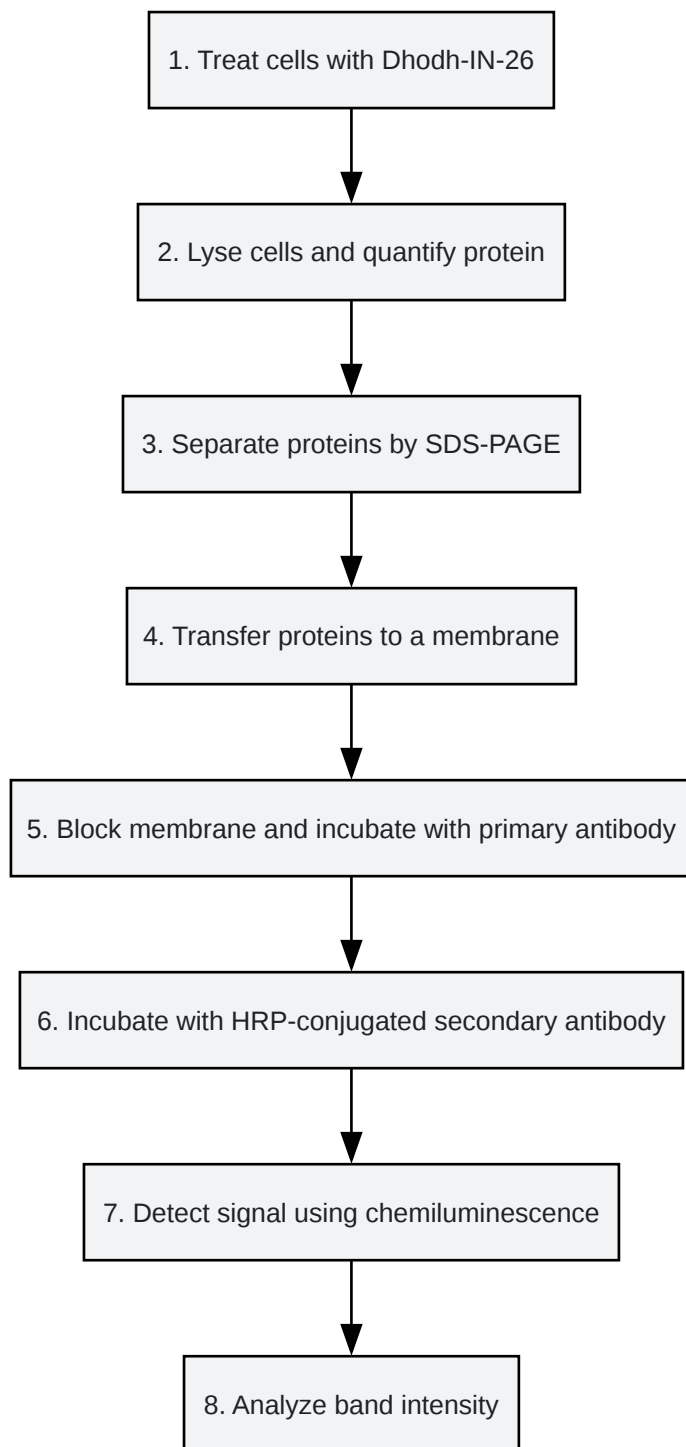 1. Treat cells with Dhodh-IN-26
2. Lyse cells and quantify protein
3. Separate proteins by SDS-PAGE
4. Transfer proteins to a membrane
5. Block membrane and incubate with primary antibody
6. Incubate with HRP-conjugated secondary antibody
7. Detect signal using chemiluminescence
8. Analyze band intensity